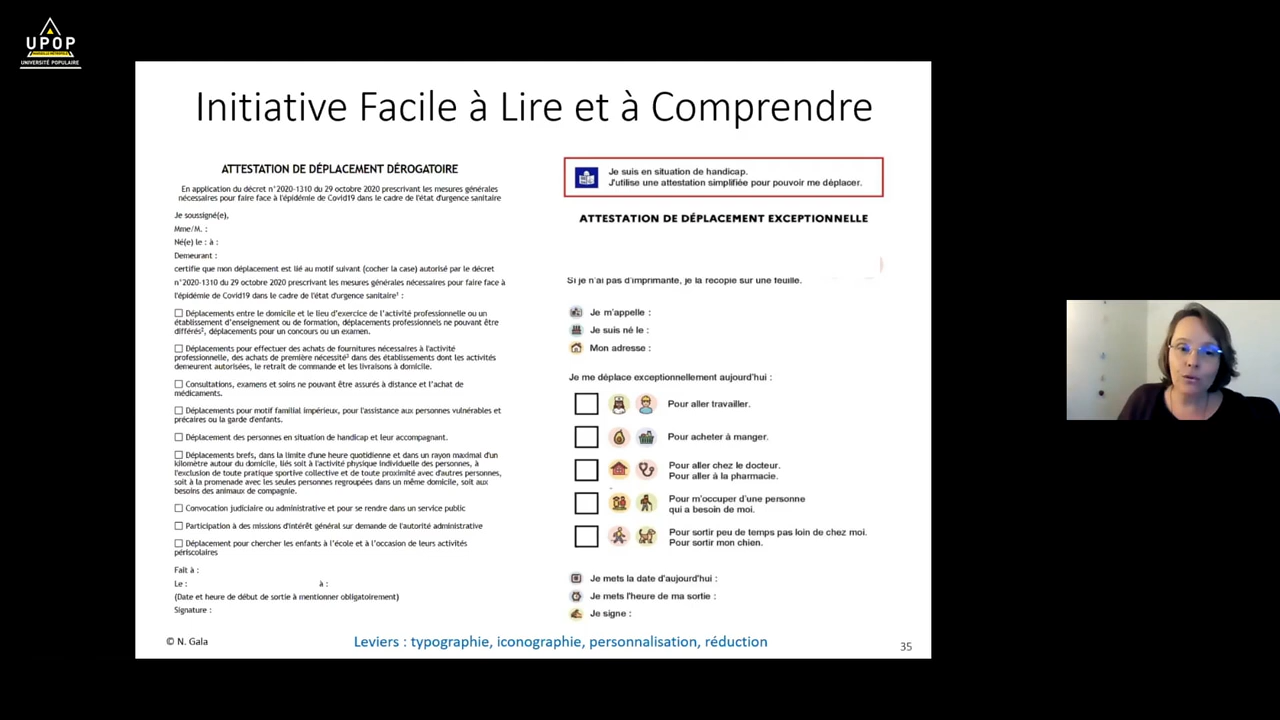 UPOP
UNIVERSITÉ POPULAIRE
Initiative Facile à Lire et à Comprendre
ATTESTATION DE DÉPLACEMENT DÉROGATOIRE
En application du décret n°2020-1310 du 29 octobre 2020 prescrivant les mesures générales
nécessaires pour faire face à l'épidémie de Covid19 dans le cadre de l'état d'urgence sanitaire
Je soussigné(e),
Mme/M. :
Né(e) le : à :
Demeurant :
certifie que mon déplacement est lié au motif suivant (cocher la case) autorisé par le décret
n°2020-1310 du 29 octobre 2020 prescrivant les mesures générales nécessaires pour faire face à
l'épidémie de Covid19 dans le cadre de l'état d'urgence sanitaire¹ :
Déplacements entre le domicile et le lieu d'exercice de l'activité professionnelle ou un
établissement d'enseignement ou de formation, déplacements professionnels ne pouvant être
différés², déplacements pour un concours ou un examen.
Déplacements pour effectuer des achats de fournitures nécessaires à l'activité
professionnelle, des achats de première nécessité³ dans des établissements dont les activités
demeurent autorisées, le retrait de commande et les livraisons à domicile.
Consultations, examens et soins ne pouvant être assurés à distance et l'achat de
médicaments.
Déplacements pour motif familial impérieux, pour l'assistance aux personnes vulnérables et
précaires ou la garde d'enfants.
Déplacement des personnes en situation de handicap et leur accompagnant.
Déplacements brefs, dans la limite d'une heure quotidienne et dans un rayon maximal d'un
kilomètre autour du domicile, liés soit à l'activité physique individuelle des personnes, à
l'exclusion de toute pratique sportive collective et de toute proximité avec d'autres personnes,
soit à la promenade avec les seules personnes regroupées dans un même domicile, soit aux
besoins des animaux de compagnie.
Convocation judiciaire ou administrative et pour se rendre dans un service public
Participation à des missions d'intérêt général sur demande de l'autorité administrative
Déplacement pour chercher les enfants à l'école et à l'occasion de leurs activités
périscolaires
Fait à :
Le : à :
(Date et heure de début de sortie à mentionner obligatoirement)
Signature :
Je suis en situation de handicap.
J'utilise une attestation simplifiée pour pouvoir me déplacer.
ATTESTATION DE DÉPLACEMENT EXCEPTIONNELLE
Si je n'ai pas d'imprimante, je la recopie sur une feuille.
Je m'appelle :
Je suis né le :
Mon adresse :
Je me déplace exceptionnellement aujourd'hui :
Pour aller travailler.
Pour acheter à manger.
Pour aller chez le docteur.
Pour aller à la pharmacie.
Pour m'occuper d'une personne
qui a besoin de moi.
Pour sortir peu de temps pas loin de chez moi.
Pour sortir mon chien.
Je mets la date d'aujourd'hui :
Je mets l'heure de ma sortie :
Je signe :
© N. Gala
Leviers : typographie, iconographie, personnalisation, réduction
35